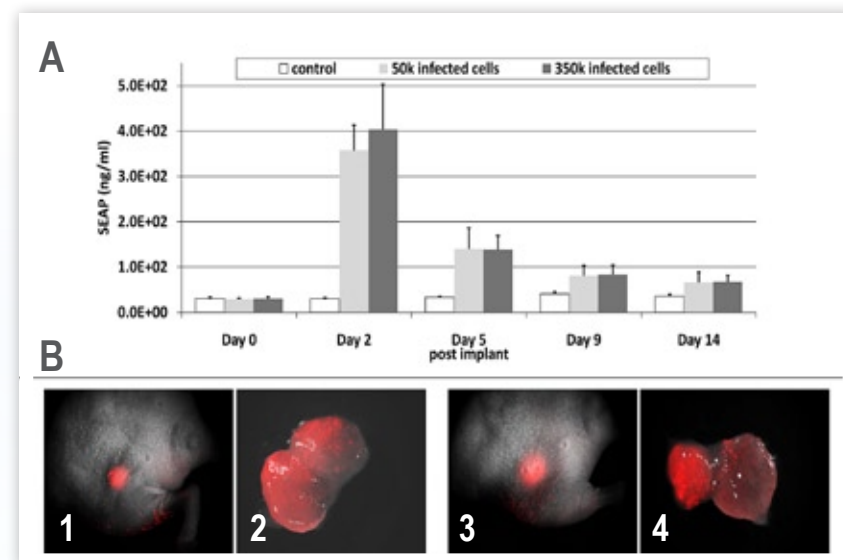 A
□ control ■ 50k infected cells ■ 350k infected cells
SEAP (ng/ml)
5.0E+02
4.0E+02
3.0E+02
2.0E+02
1.0E+02
0.0E+00
Day 0 Day 2 Day 5 Day 9 Day 14
post implant
B
1 2 3 4